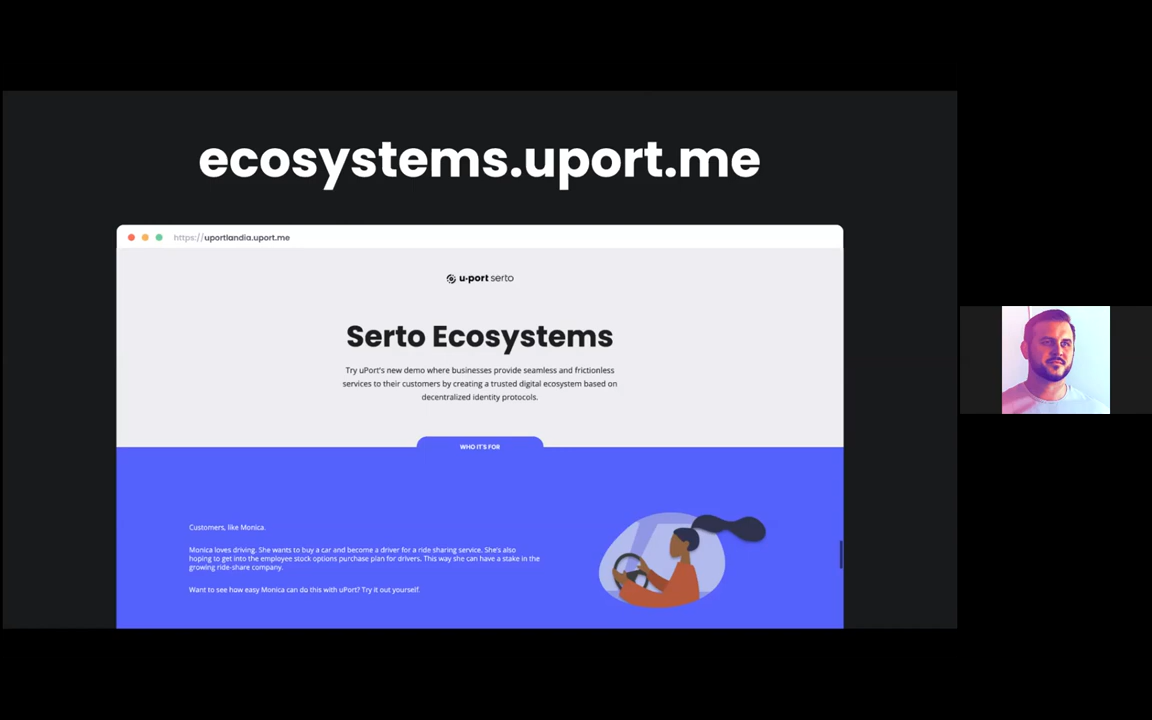 ecosystems.uport.me
https://uportlandia.uport.me
u-port serto
Serto Ecosystems
Try uPort's new demo where businesses provide seamless and frictionless
services to their customers by creating a trusted digital ecosystem based on
decentralized identity protocols.
WHO IT'S FOR
Customers, like Monica.
Monica loves driving. She wants to buy a car and become a driver for a ride sharing service. She's also
hoping to get into the employee stock options purchase plan for drivers. This way she can have a stake in the
growing ride-share company.
Want to see how easy Monica can do this with uPort? Try it out yourself.